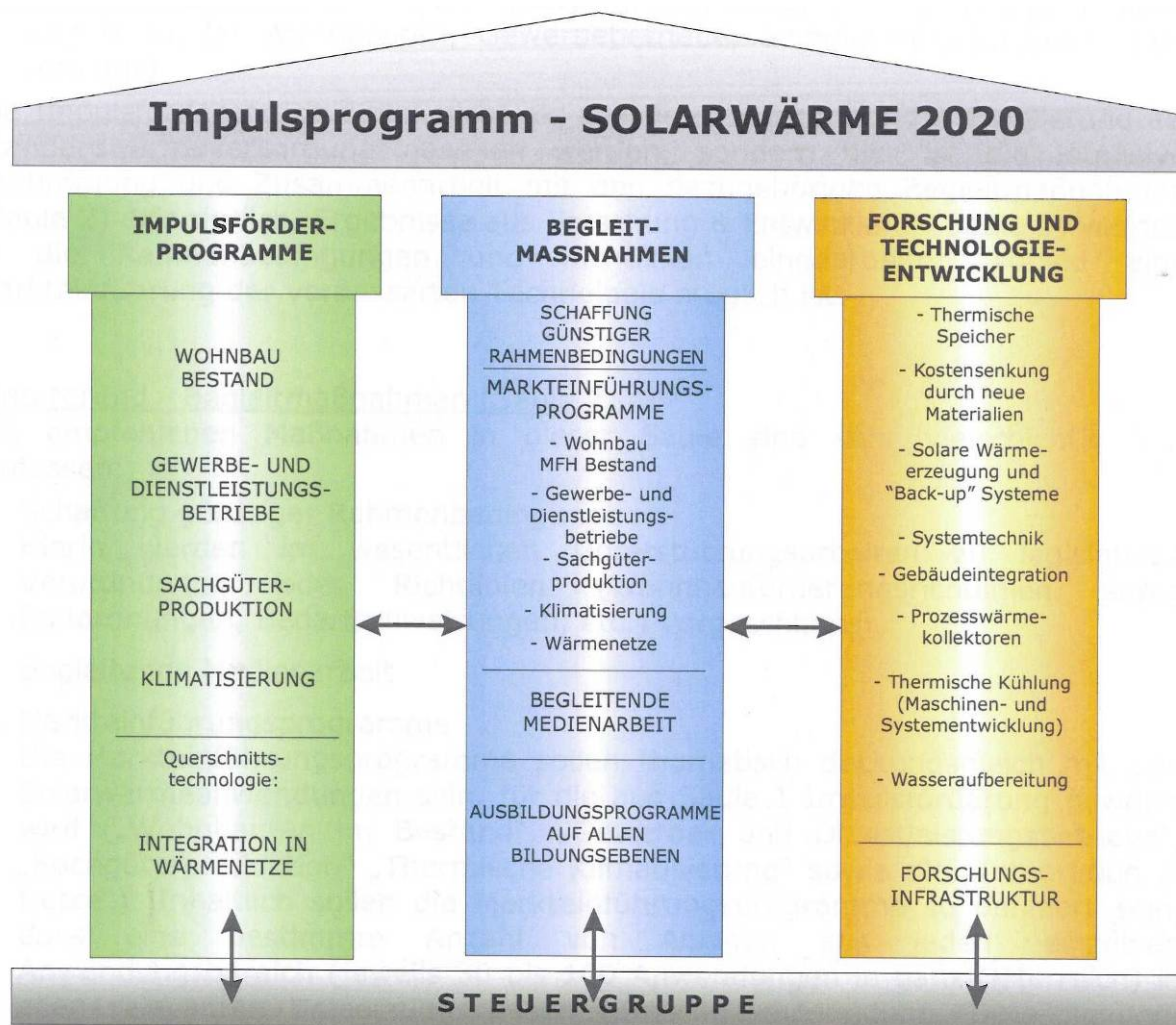 Impulsprogramm - SOLARWÄRME 2020
IMPULSFÖRDER-
PROGRAMME
WOHNBAU
BESTAND
GEWERBE- UND
DIENSTLEISTUNGS-
BETRIEBE
SACHGÜTER-
PRODUKTION
KLIMATISIERUNG
Querschnitts-
technologie:
INTEGRATION IN
WÄRMENETZE
BEGLEIT-
MASSNAHMEN
SCHAFFUNG
GÜNSTIGER
RAHMENBEDINGUNGEN
MARKTEINFÜHRUNGS-
PROGRAMME
- Wohnbau
MFH Bestand
- Gewerbe- und
Dienstleistungs-
betriebe
- Sachgüter-
produktion
- Klimatisierung
- Wärmenetze
BEGLEITENDE
MEDIENARBEIT
AUSBILDUNGSPROGRAMME
AUF ALLEN
BILDUNGSEBENEN
FORSCHUNG UND
TECHNOLOGIE-
ENTWICKLUNG
- Thermische
Speicher
- Kostensenkung
durch neue
Materialien
- Solare Wärme-
erzeugung und
"Back-up" Systeme
- Systemtechnik
- Gebäudeintegration
- Prozesswärme-
kollektoren
- Thermische Kühlung
(Maschinen- und
Systementwicklung)
- Wasseraufbereitung
FORSCHUNGS-
INFRASTRUKTUR
STEUERGRUPPE